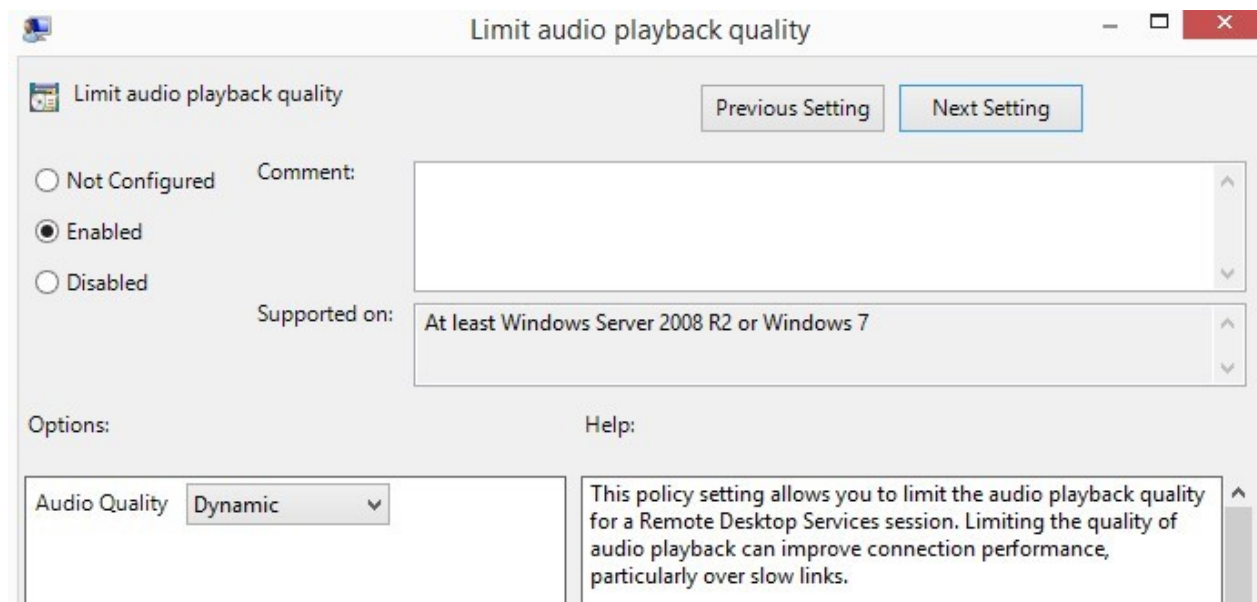 Limit audio playback quality
Limit audio playback quality
Previous Setting
Next Setting
Not Configured
Comment:
Enabled
Disabled
Supported on:
At least Windows Server 2008 R2 or Windows 7
Options:
Help:
Audio Quality
Dynamic
This policy setting allows you to limit the audio playback quality
for a Remote Desktop Services session. Limiting the quality of
audio playback can improve connection performance,
particularly over slow links.